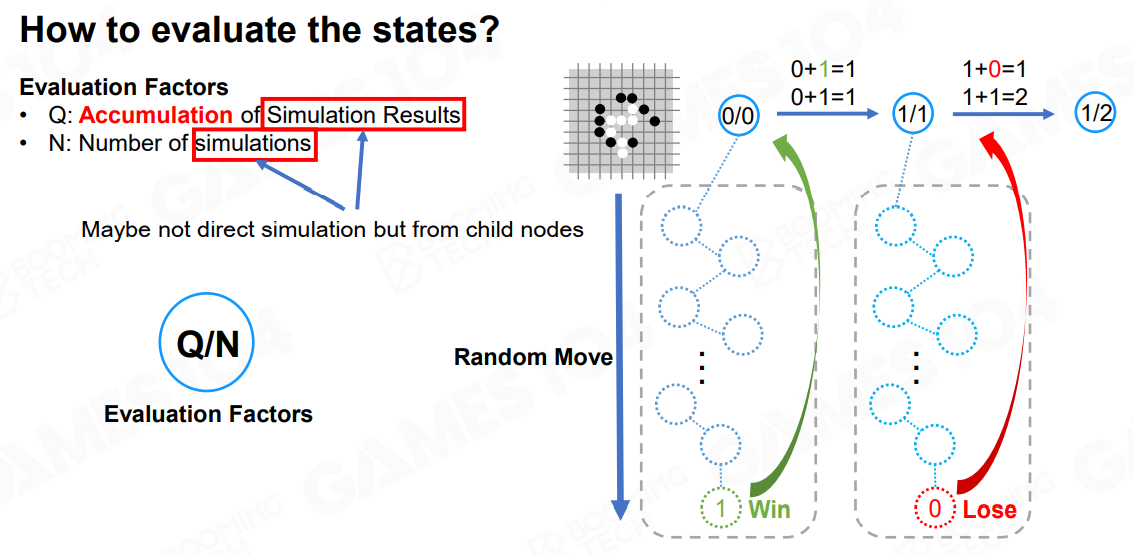 How to evaluate the states?
Evaluation Factors
• Q: Accumulation of Simulation Results
• N: Number of simulations
Maybe not direct simulation but from child nodes
Q/N
Evaluation Factors
Random Move
0/0
0+1=1
0+1=1
1/1
1+0=1
1+1=2
1/2
1 Win
0 Lose
GAMES104
BOOMING
TECH